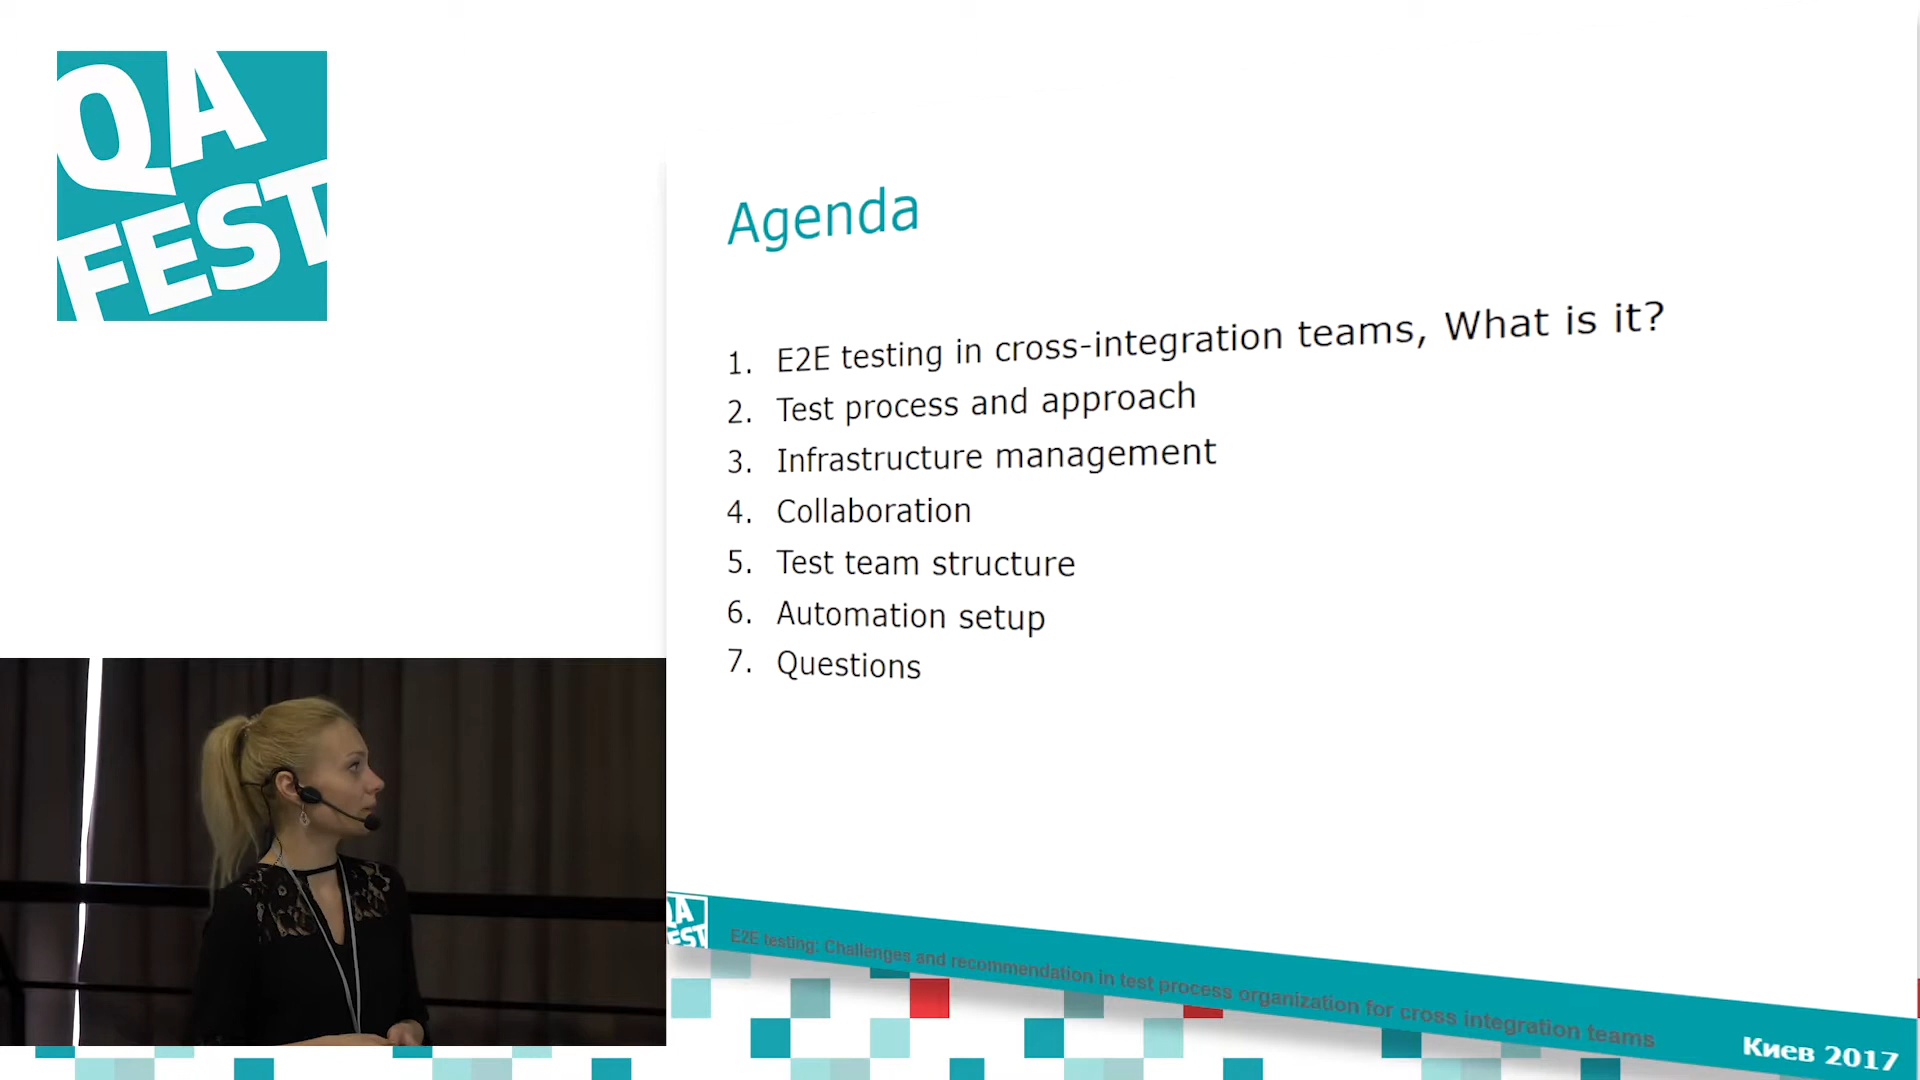 QA
FEST
Agenda
1. E2E testing in cross-integration teams, What is it?
2. Test process and approach
3. Infrastructure management
4. Collaboration
5. Test team structure
6. Automation setup
7. Questions
QA
FEST
E2E testing: Challenges and recommendation in test process organization for cross integration teams
Киев 2017